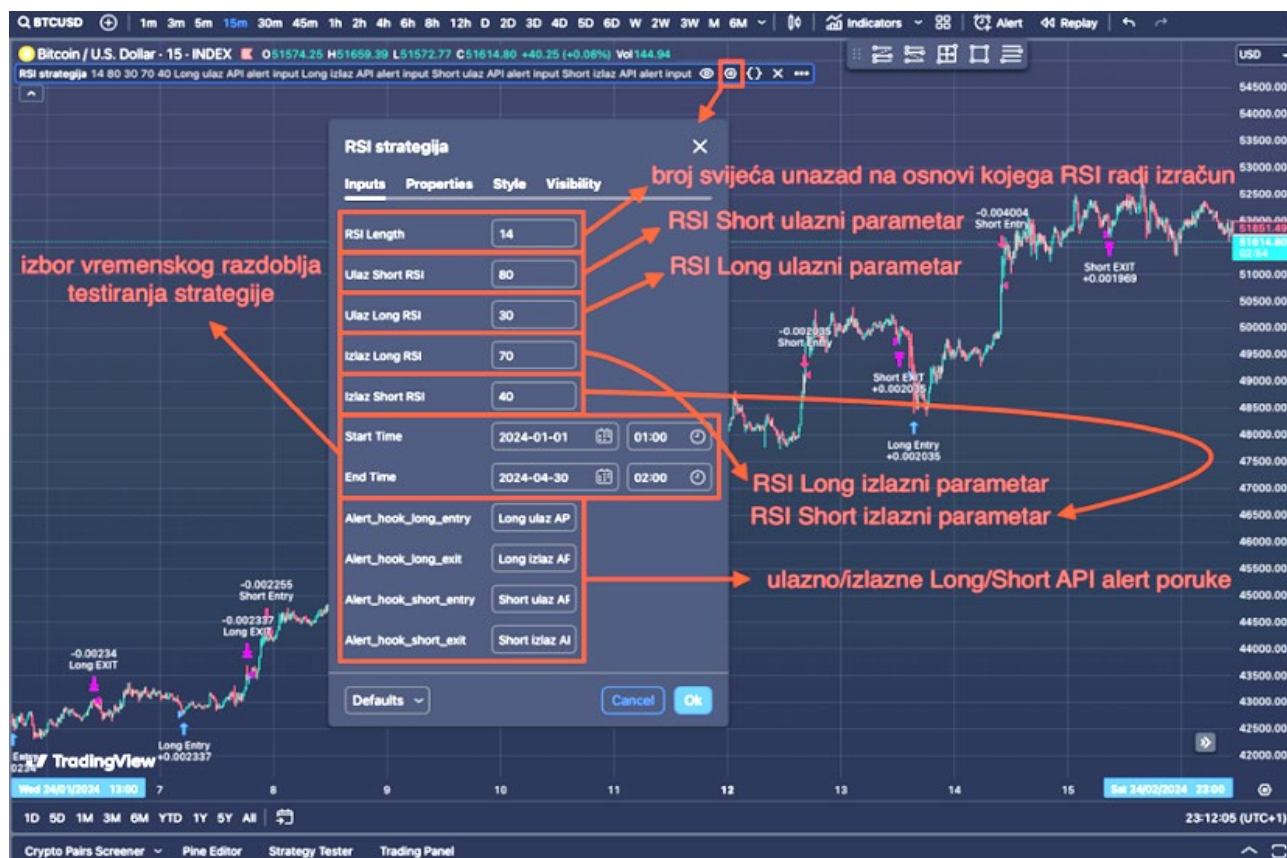 BTCUSD 1m 3m 5m 15m 30m 45m 1h 2h 4h 6h 8h 12h D 2D 3D 4D 5D 6D W 2W 3W M 6M Indicators Alert Replay
Bitcoin / U.S. Dollar · 15 · INDEX O51574.25 H51659.39 L51572.77 C51614.80 +40.25 (+0.08%) Vol144.94
USD
RSI strategija 14 80 30 70 40 Long ulaz API alert input Long izlaz API alert input Short ulaz API alert input Short izlaz API alert input
RSI strategija
Inputs Properties Style Visibility
broj svijeća unazad na osnovi kojega RSI radi izračun
RSI Length 14
RSI Short ulazni parametar
Ulaz Short RSI 80
RSI Long ulazni parametar
izbor vremenskog razdoblja
testiranja strategije
Ulaz Long RSI 30
Izlaz Long RSI 70
Izlaz Short RSI 40
Start Time 2024-01-01 01:00
End Time 2024-04-30 02:00
RSI Long izlazni parametar
RSI Short izlazni parametar
Alert_hook_long_entry Long ulaz AP
Alert_hook_long_exit Long izlaz AF
ulazno/izlazne Long/Short API alert poruke
Alert_hook_short_entry Short ulaz AF
Alert_hook_short_exit Short izlaz AI
Defaults Cancel Ok
-0.004004
Short Entry
Short EXIT
+0.001969
-0.002035
Short Entry
Short EXIT
+0.002035
Long Entry
+0.002035
-0.002255
Short Entry
-0.002337
Long EXIT
-0.00234
Long EXIT
Long Entry
+0.002337
TradingView
54500.00
54000.00
53500.00
53000.00
52500.00
51651.49
51614.80
02:54
51000.00
50500.00
50000.00
49500.00
49000.00
48500.00
48000.00
47500.00
47000.00
46500.00
46000.00
45500.00
45000.00
44500.00
44000.00
43500.00
43000.00
42500.00
42000.00
Wed 24/01/2024 13:00 7 8 9 10 11 12 13 14 15 Sat 24/02/2024 23:00
1D 5D 1M 3M 6M YTD 1Y 5Y All 23:12:05 (UTC+1)
Crypto Pairs Screener Pine Editor Strategy Tester Trading Panel